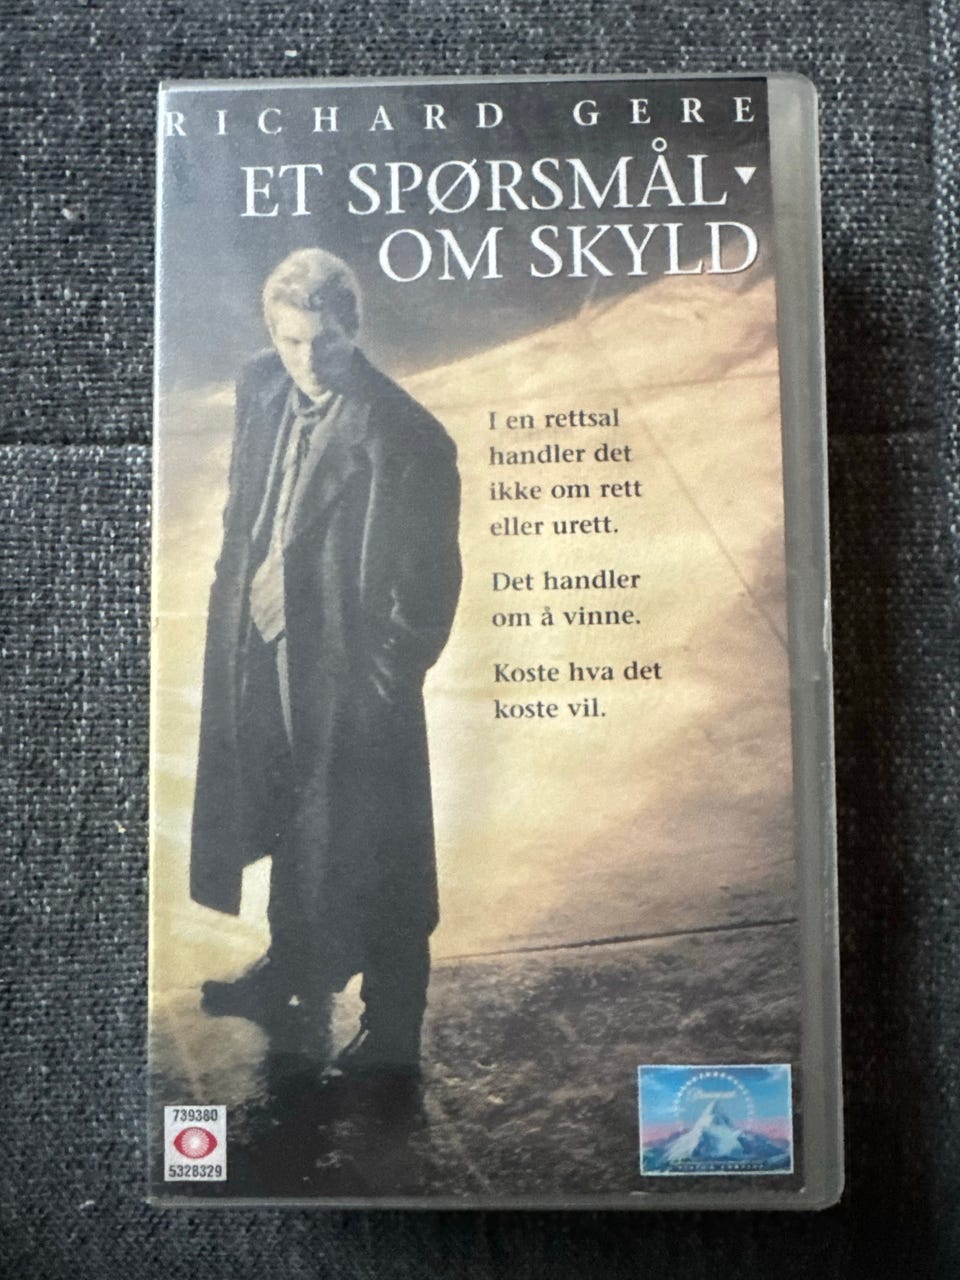 RICHARD GERE
ET SPØRSMÅL
OM SKYLD
I en rettsal
handler det
ikke om rett
eller urett.
Det handler
om å vinne.
Koste hva det
koste vil.
739380
5328329
Paramount